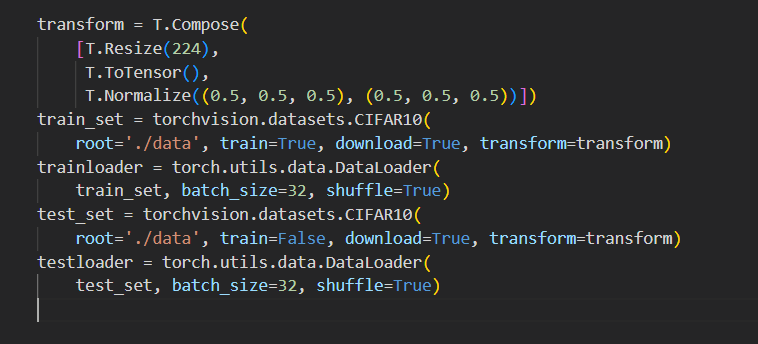 transform = T.Compose(
    [T.Resize(224),
     T.ToTensor(),
     T.Normalize((0.5, 0.5, 0.5), (0.5, 0.5, 0.5))])
train_set = torchvision.datasets.CIFAR10(
    root='./data', train=True, download=True, transform=transform)
trainloader = torch.utils.data.DataLoader(
    train_set, batch_size=32, shuffle=True)
test_set = torchvision.datasets.CIFAR10(
    root='./data', train=False, download=True, transform=transform)
testloader = torch.utils.data.DataLoader(
    test_set, batch_size=32, shuffle=True)